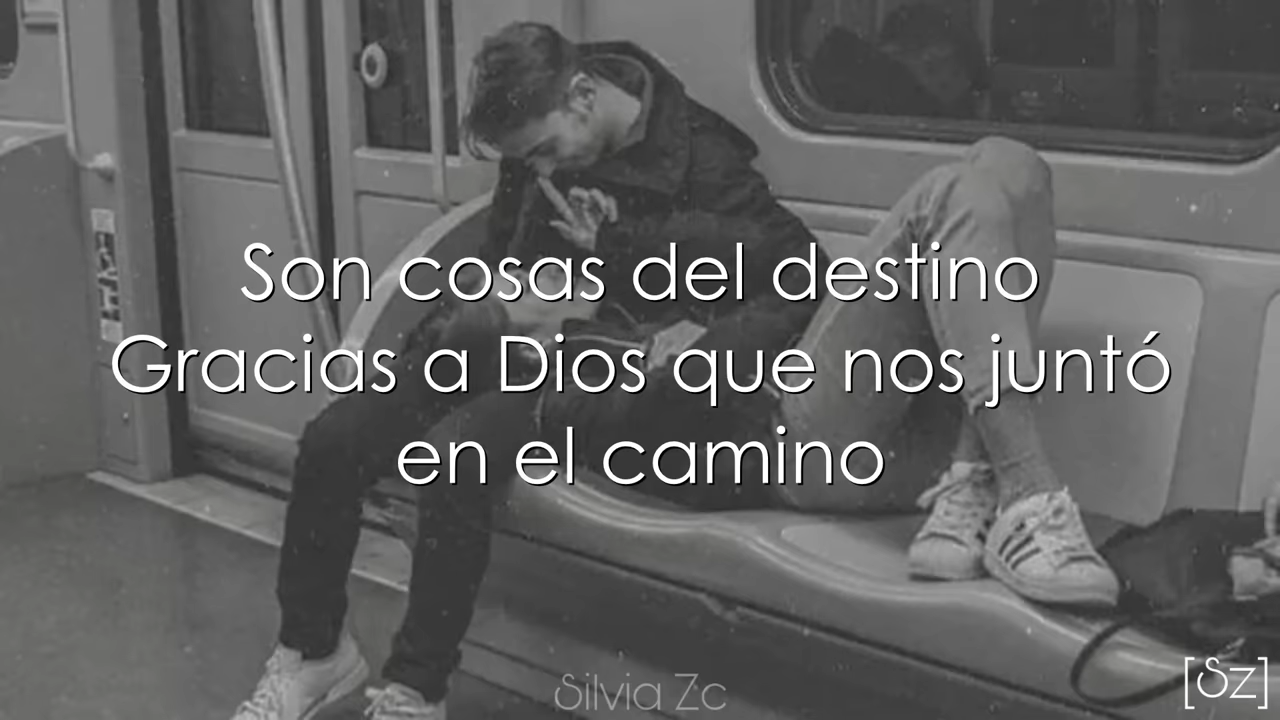 Son cosas del destino
Gracias a Dios que nos juntó
en el camino
Silvia Zc
[Sz]